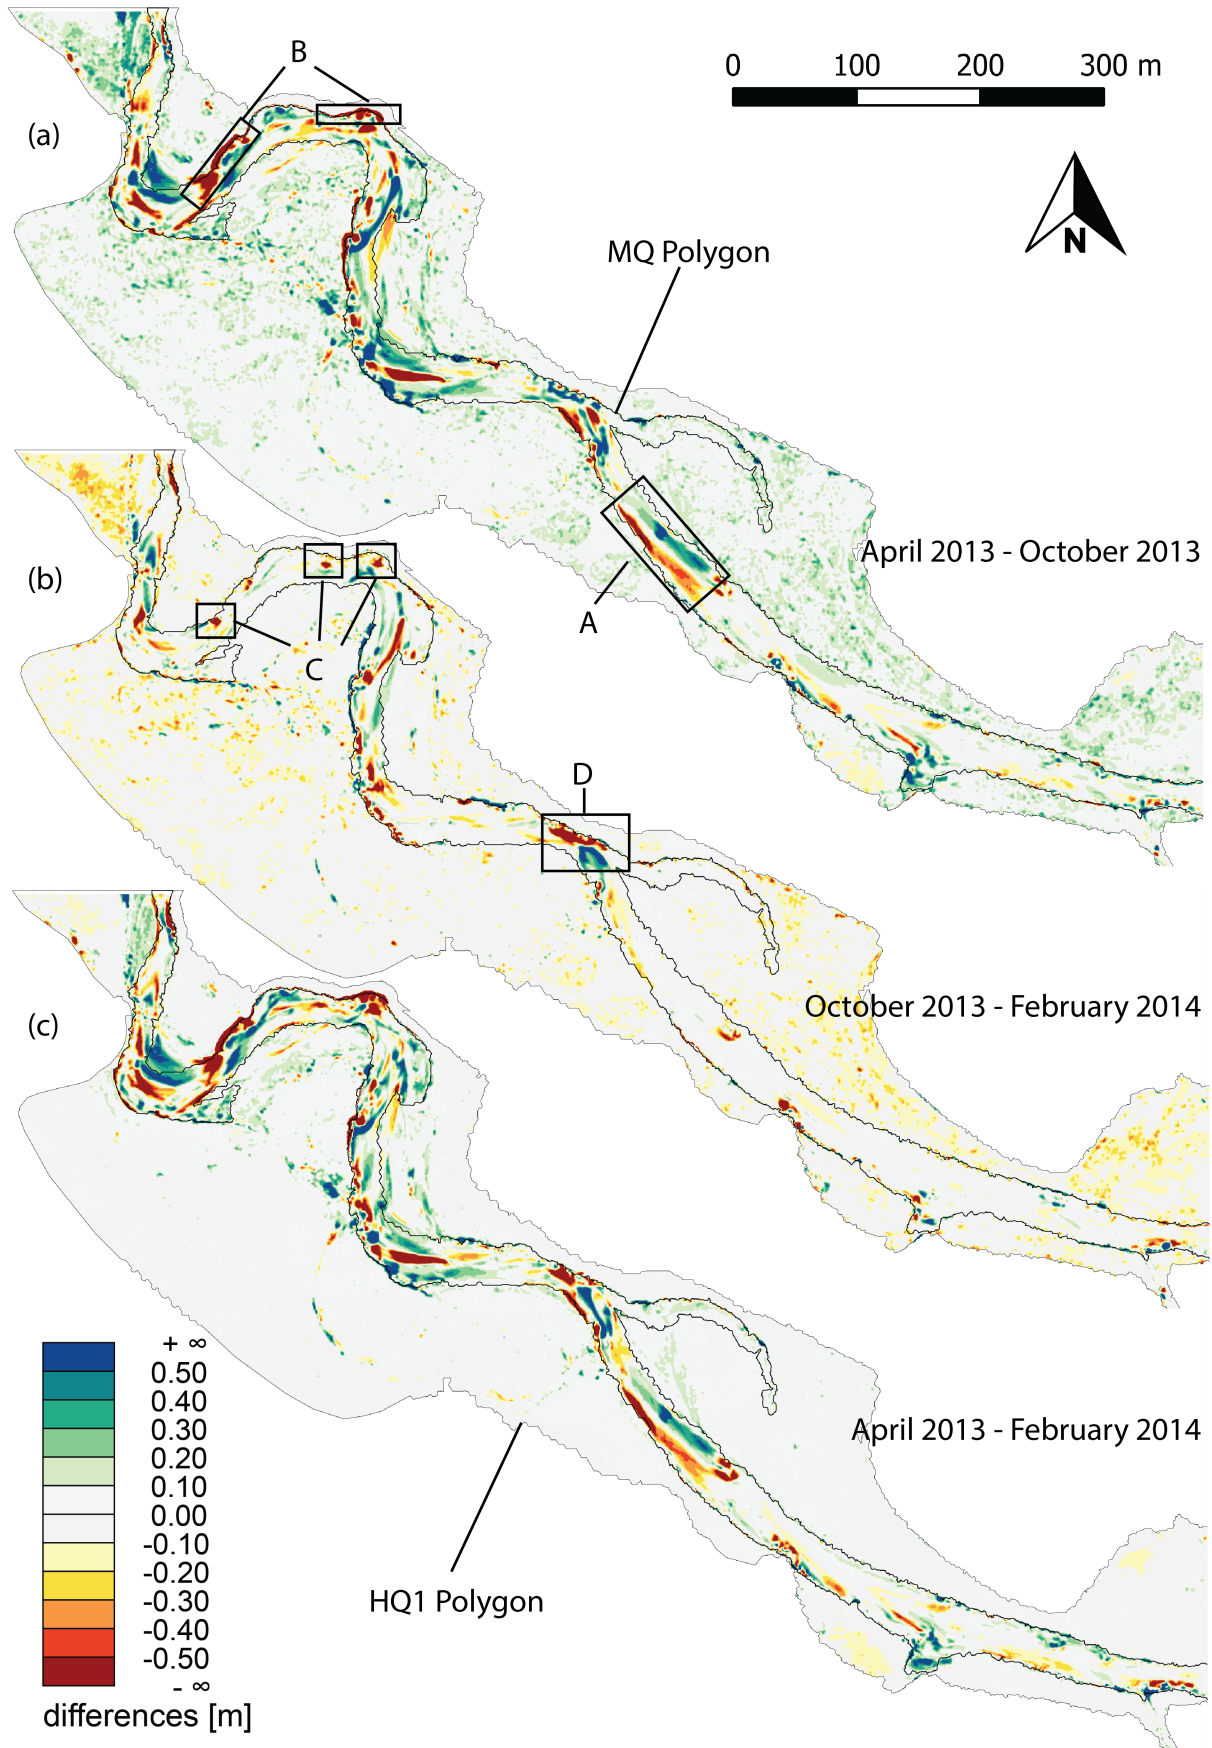 B
0 100 200 300 m
(a)
N
MQ Polygon
April 2013 - October 2013
A
(b)
C
D
October 2013 - February 2014
(c)
+ ∞
0.50
0.40
0.30
0.20
0.10
0.00
-0.10
-0.20
-0.30
-0.40
-0.50
- ∞
differences [m]
April 2013 - February 2014
HQ1 Polygon